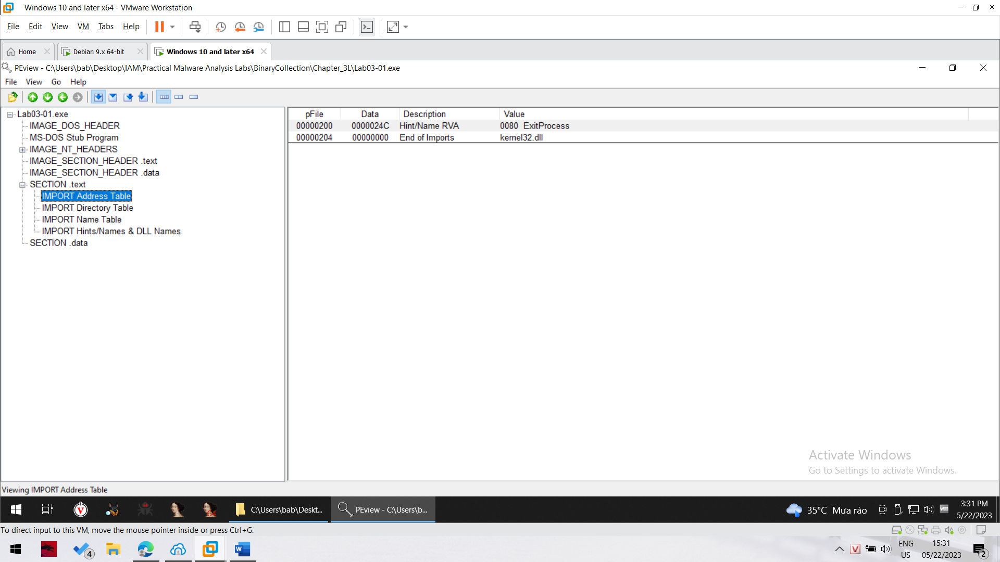 Windows 10 and later x64 - VMware Workstation
File Edit View VM Tabs Help
Home Debian 9.x 64-bit Windows 10 and later x64
PEview - C:\Users\bab\Desktop\IAM\Practical Malware Analysis Labs\BinaryCollection\Chapter_3L\Lab03-01.exe
File View Go Help
Lab03-01.exe
IMAGE_DOS_HEADER
MS-DOS Stub Program
IMAGE_NT_HEADERS
IMAGE_SECTION_HEADER .text
IMAGE_SECTION_HEADER .data
SECTION .text
IMPORT Address Table
IMPORT Directory Table
IMPORT Name Table
IMPORT Hints/Names & DLL Names
SECTION .data
pFile Data Description Value
00000200 0000024C Hint/Name RVA 0080 ExitProcess
00000204 00000000 End of Imports kernel32.dll
Activate Windows
Go to Settings to activate Windows.
Viewing IMPORT Address Table
V
64
C:\Users\bab\Deskt...
PEview - C:\Users\b...
35°C Mưa rào
vm
3:31 PM
5/22/2023
To direct input to this VM, move the mouse pointer inside or press Ctrl+G.
4
W
V
ENG
US
15:31
05/22/2023
2